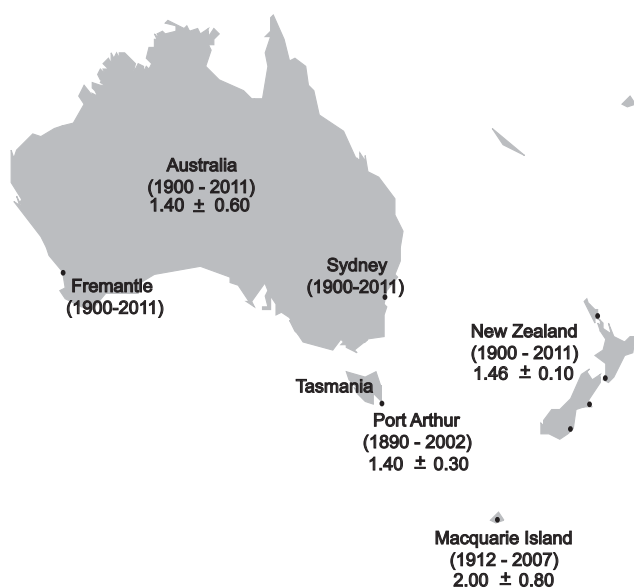 Australia
(1900 - 2011)
1.40 ± 0.60
Sydney
(1900-2011)
Fremantle
(1900-2011)
New Zealand
(1900 - 2011)
1.46 ± 0.10
Tasmania
Port Arthur
(1890 - 2002)
1.40 ± 0.30
Macquarie Island
(1912 - 2007)
2.00 ± 0.80